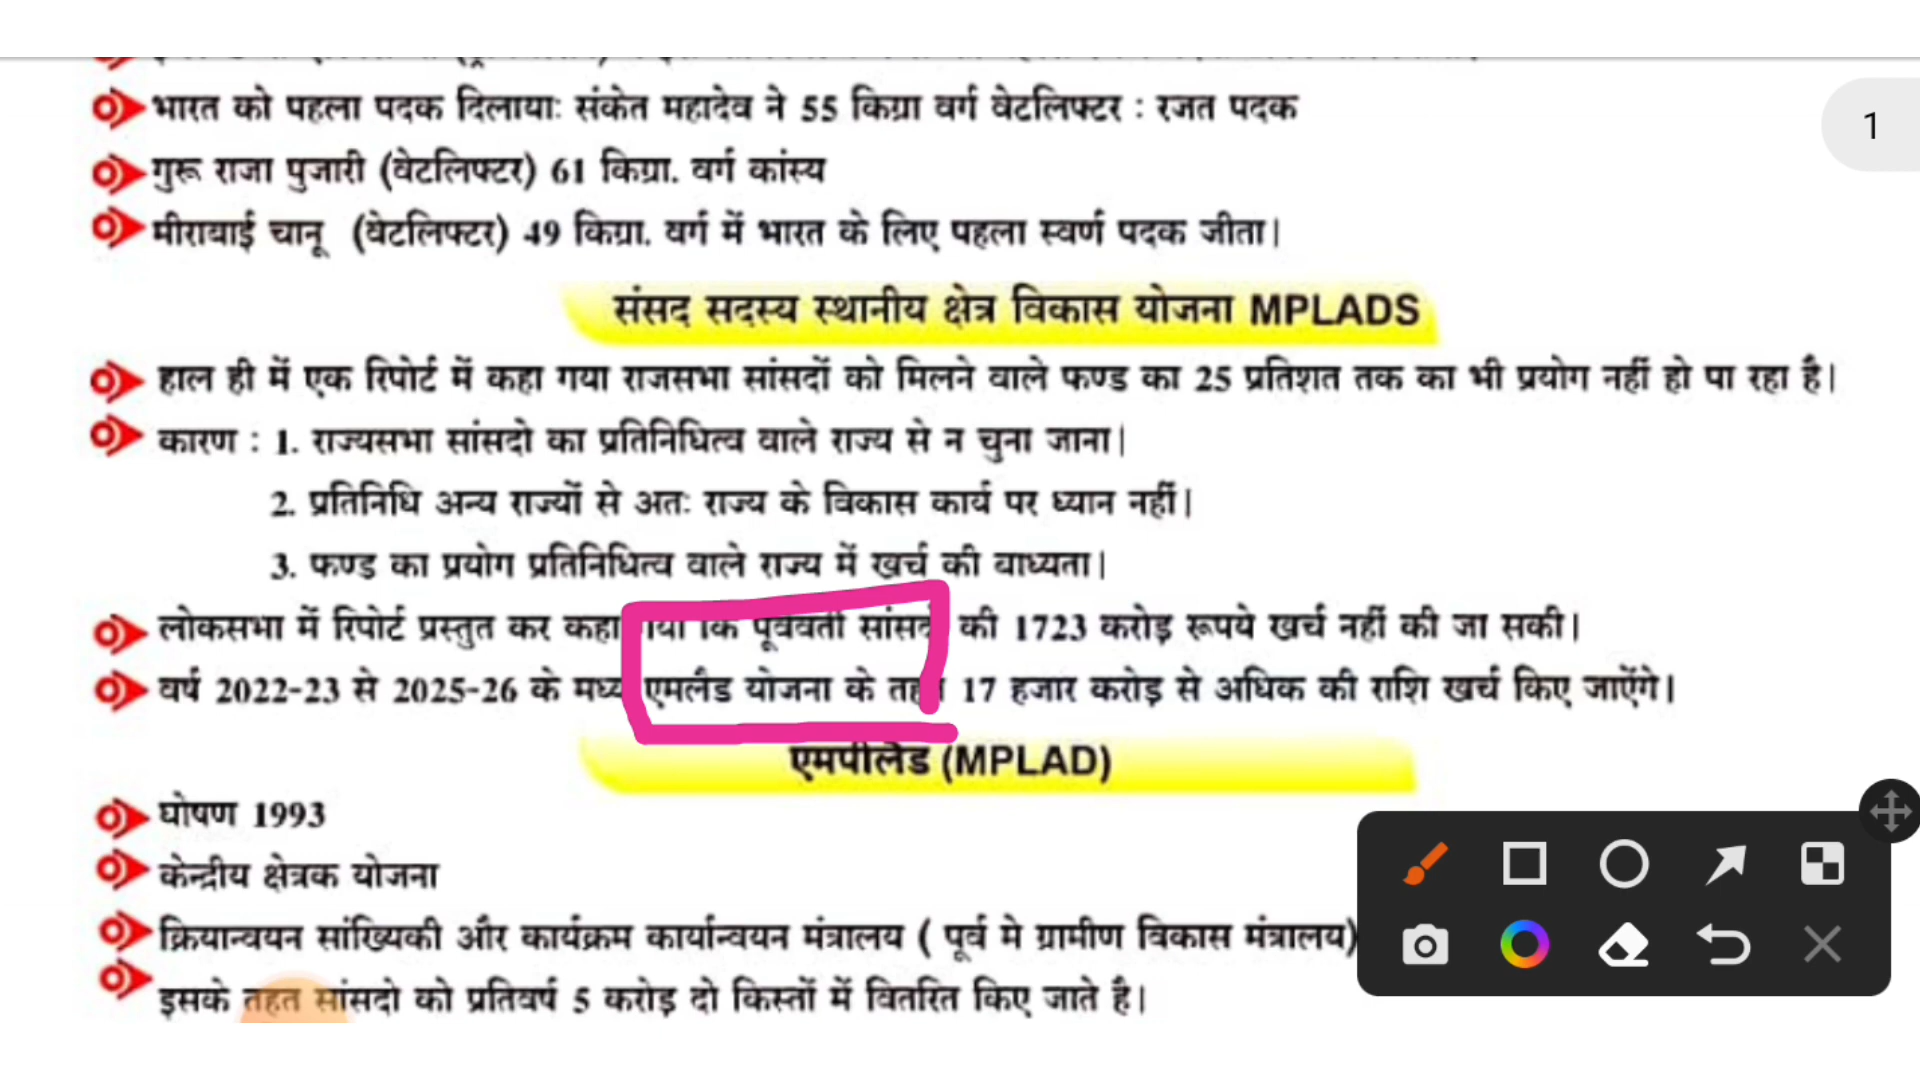 भारत को पहला पदक दिलायाः संकेत महादेव ने 55 किग्रा वर्ग वेटलिफ्टर : रजत पदक
1
गुरू राजा पुजारी (वेटलिफ्टर) 61 किग्रा. वर्ग कांस्य
मीरावाई चानू (वेटलिफ्टर) 49 किग्रा. वर्ग में भारत के लिए पहला स्वर्ण पदक जीता।
संसद सदस्य स्थानीय क्षेत्र विकास योजना MPLADS
हाल ही में एक रिपोर्ट में कहा गया राजसभा सांसदों को मिलने वाले फण्ड का 25 प्रतिशत तक का भी प्रयोग नहीं हो पा रहा है।
कारण : 1. राज्यसभा सांसदो का प्रतिनिधित्व वाले राज्य से न चुना जाना।
2. प्रतिनिधि अन्य राज्यों से अतः राज्य के विकास कार्य पर ध्यान नहीं।
3. फण्ड का प्रयोग प्रतिनिधित्व वाले राज्य में खर्च की वाध्यता।
लोकसभा में रिपोर्ट प्रस्तुत कर कहा गया कि पूर्ववर्ती की 1723 करोड़ रूपये खर्च नहीं की जा सकी।
वर्ष 2022-23 से 2025-26 के मध्य एमलैंड योजना के तहत 17 हजार करोड़ से अधिक की राशि खर्च किए जाऐंगे।
एमपीलैड (MPLAD)
घोषण 1993
केन्द्रीय क्षेत्रक योजना
क्रियान्वयन सांख्यिकी और कार्यक्रम कार्यान्वयन मंत्रालय ( पूर्व मे ग्रामीण विकास मंत्रालय)
इसके तहत सांसदो को प्रतिवर्ष 5 करोड़ दो किस्तों में वितरित किए जाते है।